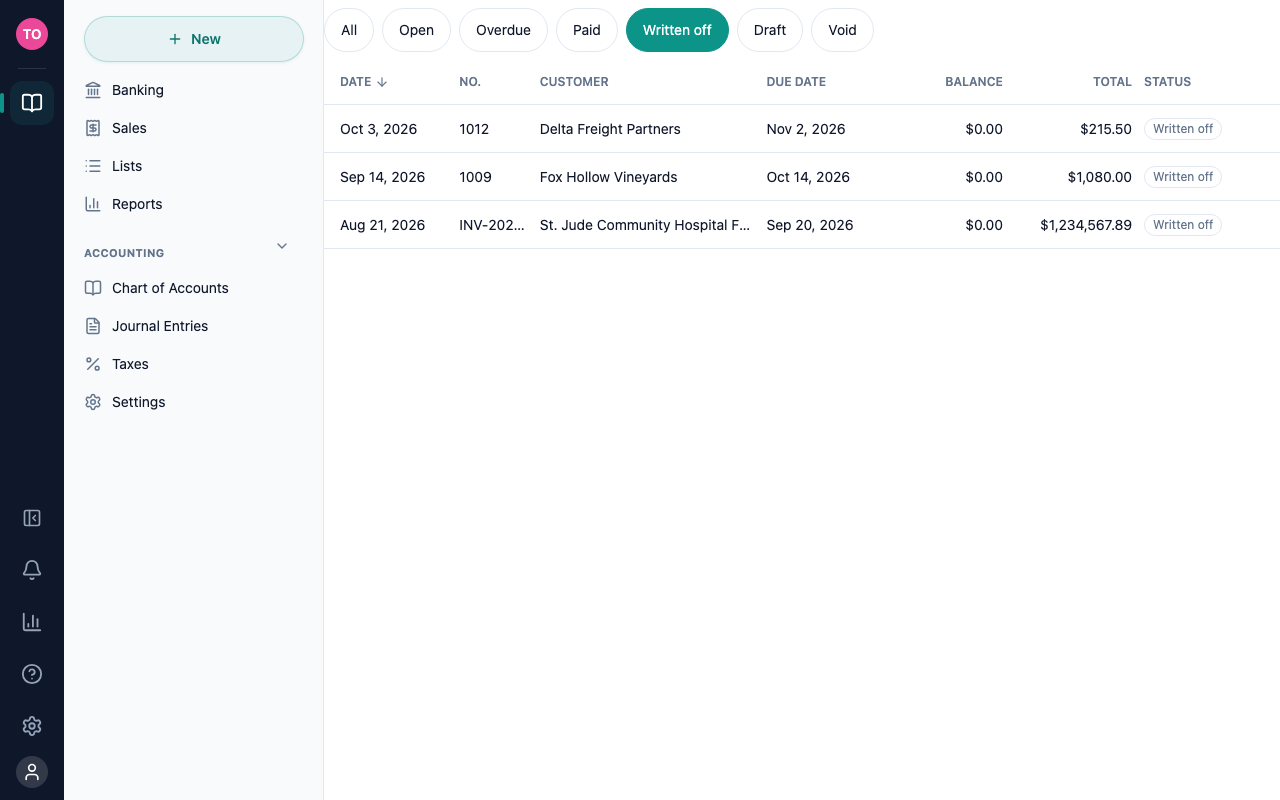 TO
New
Banking
Sales
Lists
Reports
ACCOUNTING
Chart of Accounts
Journal Entries
Taxes
Settings
All Open Overdue Paid Written off Draft Void
DATE NO. CUSTOMER DUE DATE BALANCE TOTAL STATUS
Oct 3, 2026 1012 Delta Freight Partners Nov 2, 2026 $0.00 $215.50 Written off
Sep 14, 2026 1009 Fox Hollow Vineyards Oct 14, 2026 $0.00 $1,080.00 Written off
Aug 21, 2026 INV-202... St. Jude Community Hospital F... Sep 20, 2026 $0.00 $1,234,567.89 Written off